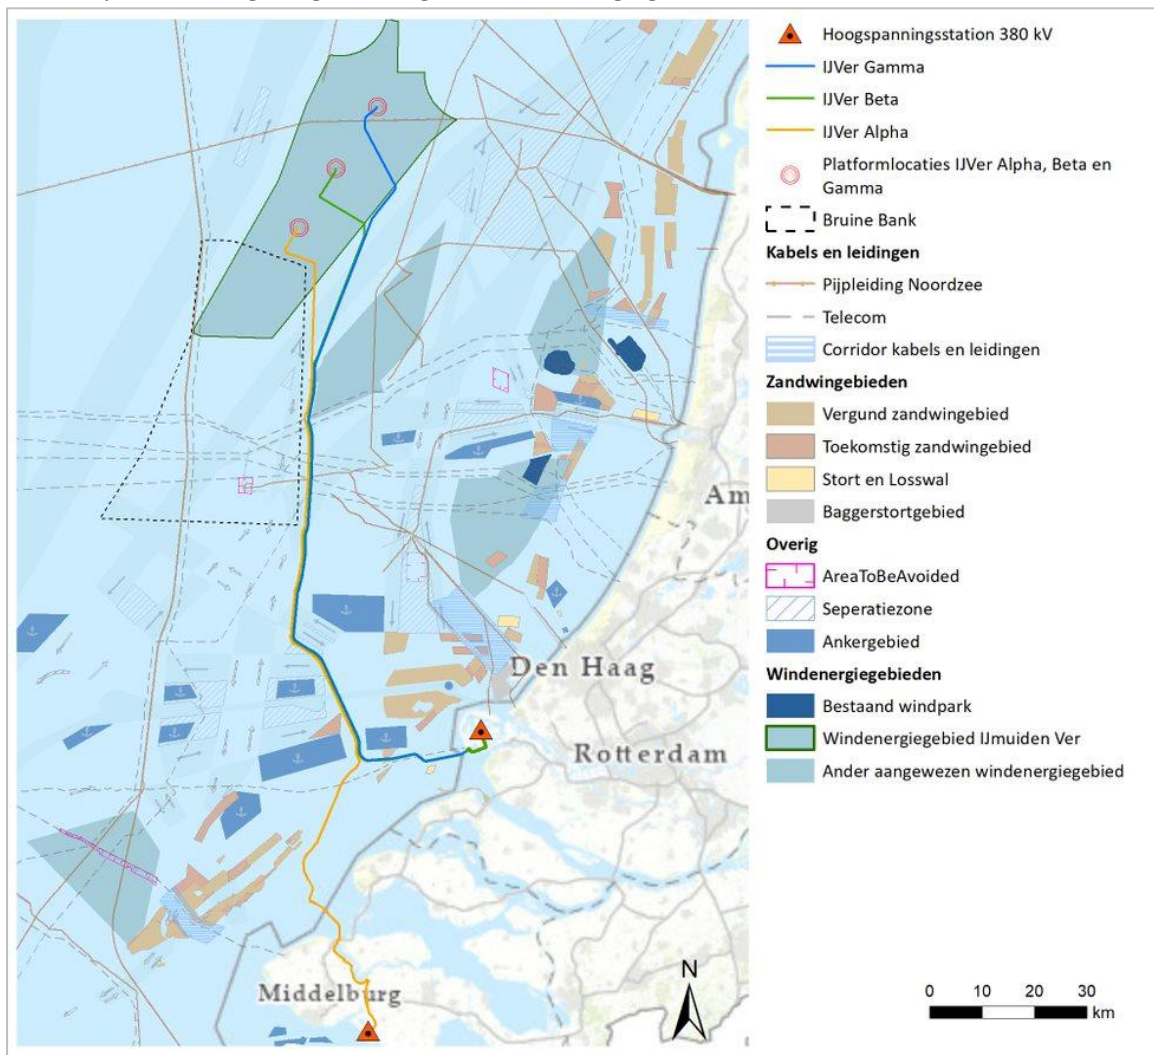 Hoogspanningsstation 380 kV
IJVer Gamma
IJVer Beta
IJVer Alpha
Platformlocaties IJVer Alpha, Beta en
Gamma
Bruine Bank
Kabels en leidingen
Pijpleiding Noordzee
Telecom
Corridor kabels en leidingen
Zandwingebieden
Vergund zandwingebied
Toekomstig zandwingebied
Stort en Losswal
Baggerstortgebied
Overig
AreaToBeAvoided
Seperatiezone
Ankergebied
Windenergiegebieden
Bestaand windpark
Windenergiegebied IJmuiden Ver
Ander aangewezen windenergiegebied
Am
Den Haag
Rotterdam
Middelburg
N
0 10 20 30
km